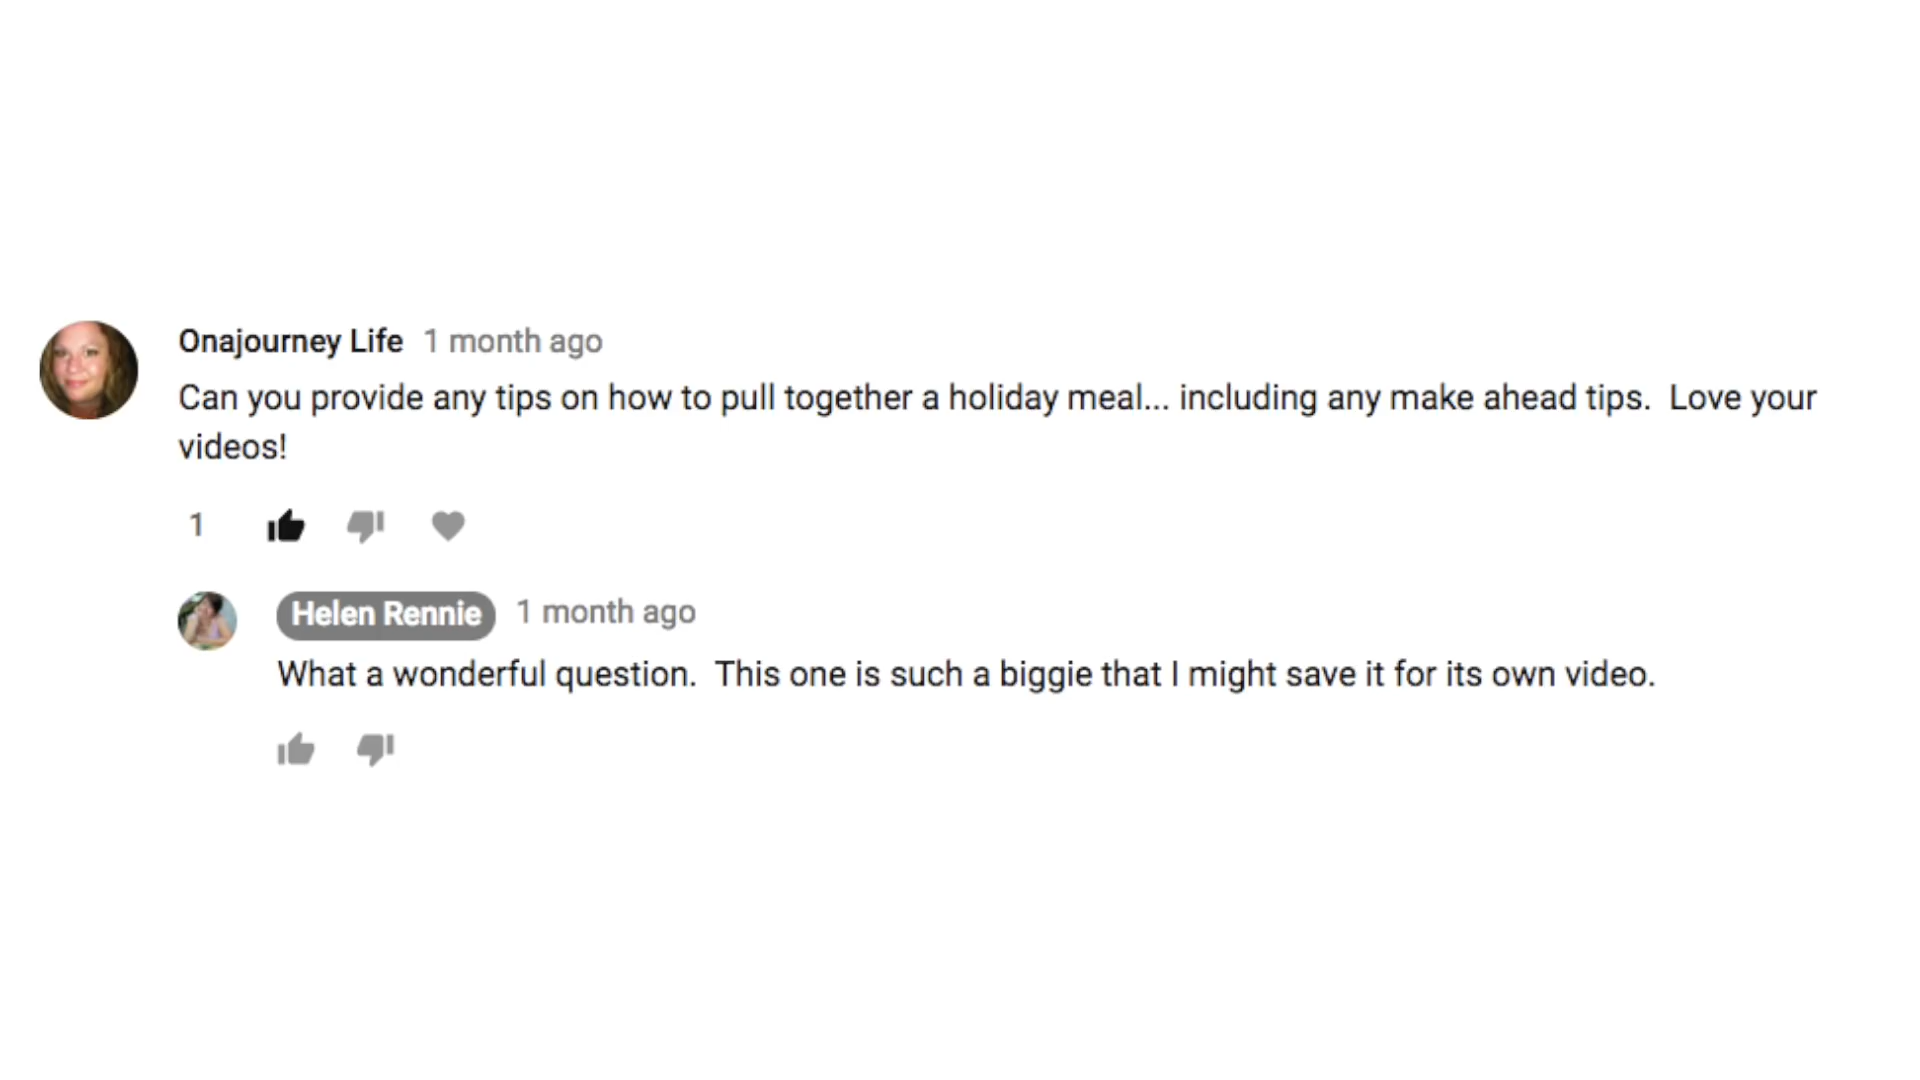 Onajourney Life 1 month ago
Can you provide any tips on how to pull together a holiday meal... including any make ahead tips.  Love your
videos!
1
Helen Rennie 1 month ago
What a wonderful question.  This one is such a biggie that I might save it for its own video.